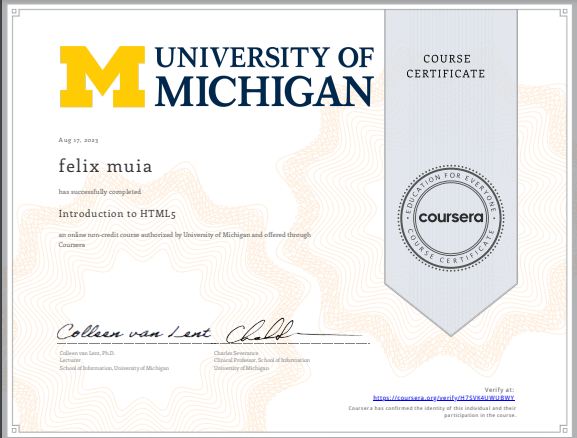 UNIVERSITY OF
MICHIGAN
COURSE
CERTIFICATE
Aug 17, 2023
felix muia
has successfully completed
Introduction to HTML5
an online non-credit course authorized by University of Michigan and offered through
Coursera
EDUCATION FOR EVERYONE
coursera
COURSE CERTIFICATE
Colleen van Lent
Colleen van Lent, Ph.D.
Lecturer
School of Information, University of Michigan
Charles Severance
Clinical Professor, School of Information
University of Michigan
Verify at:
https://coursera.org/verify/H7SVK4UWUBWY
Coursera has confirmed the identity of this individual and their
participation in the course.